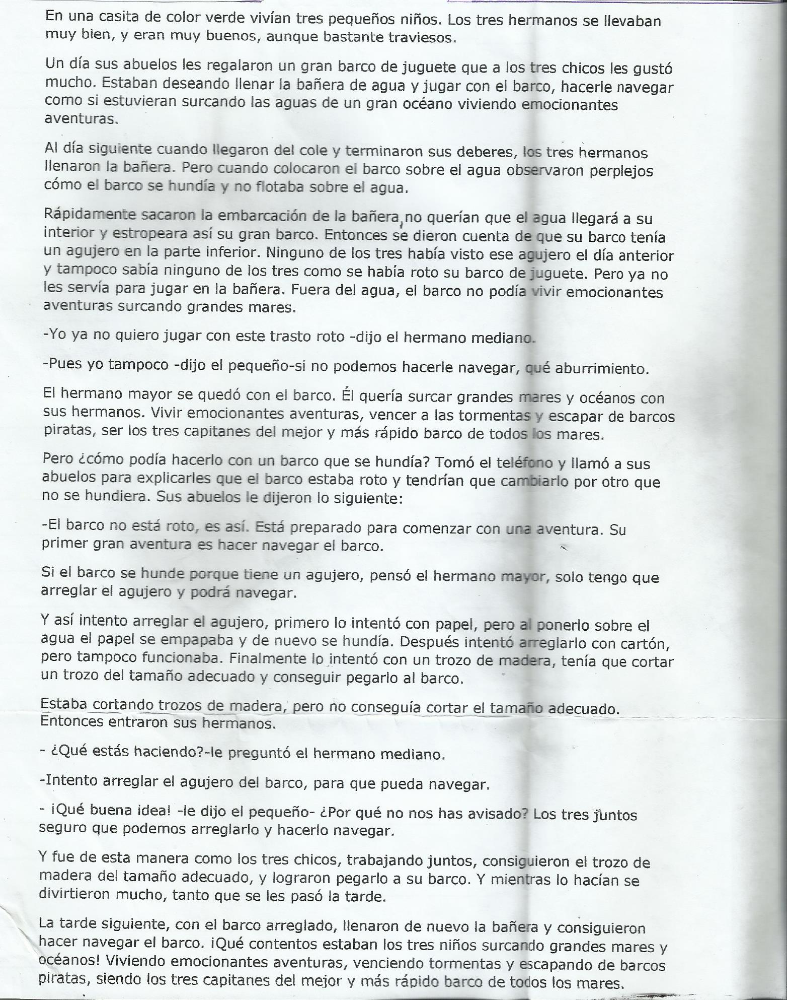 En una casita de color verde vivían tres pequeños niños. Los tres hermanos se llevaban
muy bien, y eran muy buenos, aunque bastante traviesos.
Un día sus abuelos les regalaron un gran barco de juguete que a los tres chicos les gustó
mucho. Estaban deseando llenar la bañera de agua y jugar con el barco, hacerle navegar
como si estuvieran surcando las aguas de un gran océano viviendo emocionantes
aventuras.
Al día siguiente cuando llegaron del cole y terminaron sus deberes, los tres hermanos
llenaron la bañera. Pero cuando colocaron el barco sobre el agua observaron perplejos
cómo el barco se hundía y no flotaba sobre el agua.
Rápidamente sacaron la embarcación de la bañera, no querían que el agua llegará a su
interior y estropeara así su gran barco. Entonces se dieron cuenta de que su barco tenía
un agujero en la parte inferior. Ninguno de los tres había visto ese agujero el día anterior
y tampoco sabía ninguno de los tres como se había roto su barco de juguete. Pero ya no
les servía para jugar en la bañera. Fuera del agua, el barco no podía vivir emocionantes
aventuras surcando grandes mares.
-Yo ya no quiero jugar con este trasto roto -dijo el hermano mediano.
-Pues yo tampoco -dijo el pequeño-si no podemos hacerle navegar, qué aburrimiento.
El hermano mayor se quedó con el barco. Él quería surcar grandes mares y océanos con
sus hermanos. Vivir emocionantes aventuras, vencer a las tormentas y escapar de barcos
piratas, ser los tres capitanes del mejor y más rápido barco de todos los mares.
Pero ¿cómo podía hacerlo con un barco que se hundía? Tomó el teléfono y llamó a sus
abuelos para explicarles que el barco estaba roto y tendrían que cambiarlo por otro que
no se hundiera. Sus abuelos le dijeron lo siguiente:
-El barco no está roto, es así. Está preparado para comenzar con una aventura. Su
primer gran aventura es hacer navegar el barco.
Si el barco se hunde porque tiene un agujero, pensó el hermano mayor, solo tengo que
arreglar el agujero y podrá navegar.
Y así intento arreglar el agujero, primero lo intentó con papel, pero al ponerlo sobre el
agua el papel se empapaba y de nuevo se hundía. Después intentó arreglarlo con cartón,
pero tampoco funcionaba. Finalmente lo intentó con un trozo de madera, tenía que cortar
un trozo del tamaño adecuado y conseguir pegarlo al barco.
Estaba cortando trozos de madera, pero no conseguía cortar el tamaño adecuado.
Entonces entraron sus hermanos.
- ¿Qué estás haciendo?-le preguntó el hermano mediano.
-Intento arreglar el agujero del barco, para que pueda navegar.
- ¡Qué buena idea! -le dijo el pequeño- ¿Por qué no nos has avisado? Los tres juntos
seguro que podemos arreglarlo y hacerlo navegar.
Y fue de esta manera como los tres chicos, trabajando juntos, consiguieron el trozo de
madera del tamaño adecuado, y lograron pegarlo a su barco. Y mientras lo hacían se
divirtieron mucho, tanto que se les pasó la tarde.
La tarde siguiente, con el barco arreglado, llenaron de nuevo la bañera y consiguieron
hacer navegar el barco. ¡Qué contentos estaban los tres niños surcando grandes mares y
océanos! Viviendo emocionantes aventuras, venciendo tormentas y escapando de barcos
piratas, siendo los tres capitanes del mejor y más rápido barco de todos los mares.